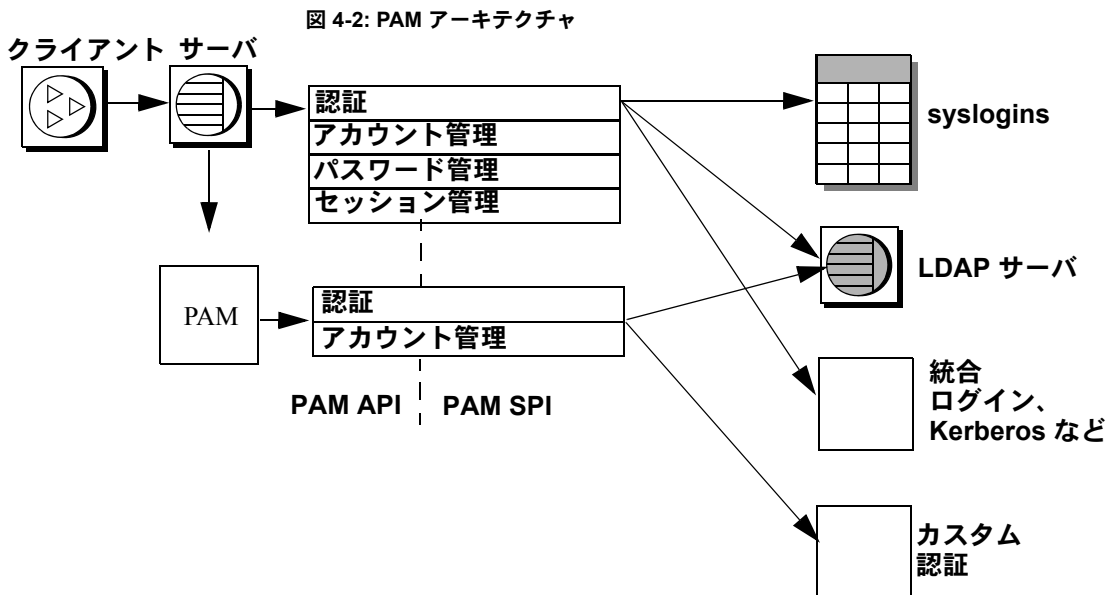 図 4-2: PAM アーキテクチャ
クライアント サーバ
認証
アカウント管理
パスワード管理
セッション管理
syslogins
LDAP サーバ
PAM
認証
アカウント管理
PAM API
PAM SPI
統合
ログイン、
Kerberos など
カスタム
認証